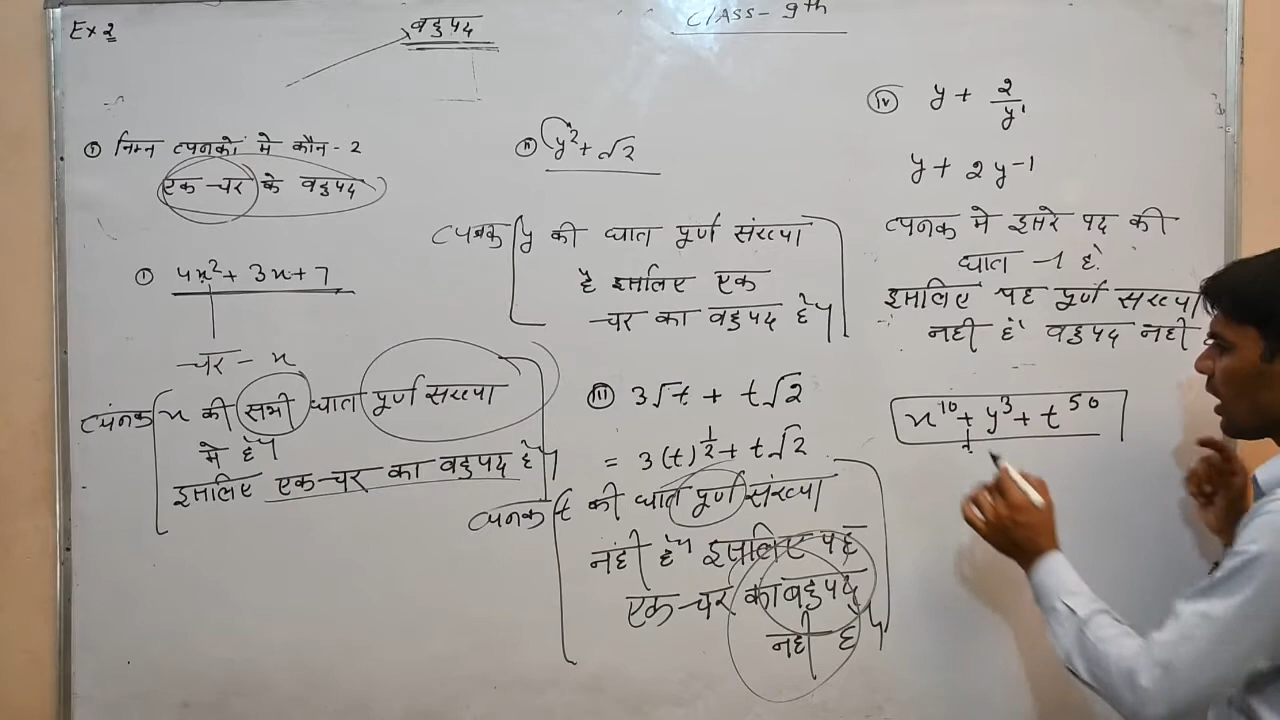 Ex 2
बहुपद
CLASS - 9th
① निम्न व्यंजकों मे कौन - 2
एक-चर के बहुपद
① 4x² + 3x + 7
चर - x
व्यंजक x की सभी घात पूर्ण संख्या
मे है।
इसलिए एक-चर का बहुपद है।
ⅱ y² + √2
व्यंजक y की घात पूर्ण संख्या
है इसलिए एक
चर का बहुपद है।
ⅲ 3√t + t√2
= 3(t)^½ + t√2
व्यंजक t की घात पूर्ण संख्या
नहीं है। इसलिए यह
एक-चर का बहुपद
नही है।
ⅳ y + 2/y¹
y + 2y⁻¹
व्यंजक मे दूसरे पद की
घात -1 है.
इसलिए यह पूर्ण संख्या
नही है बहुपद नही
x¹⁰ + y³ + t⁵⁰